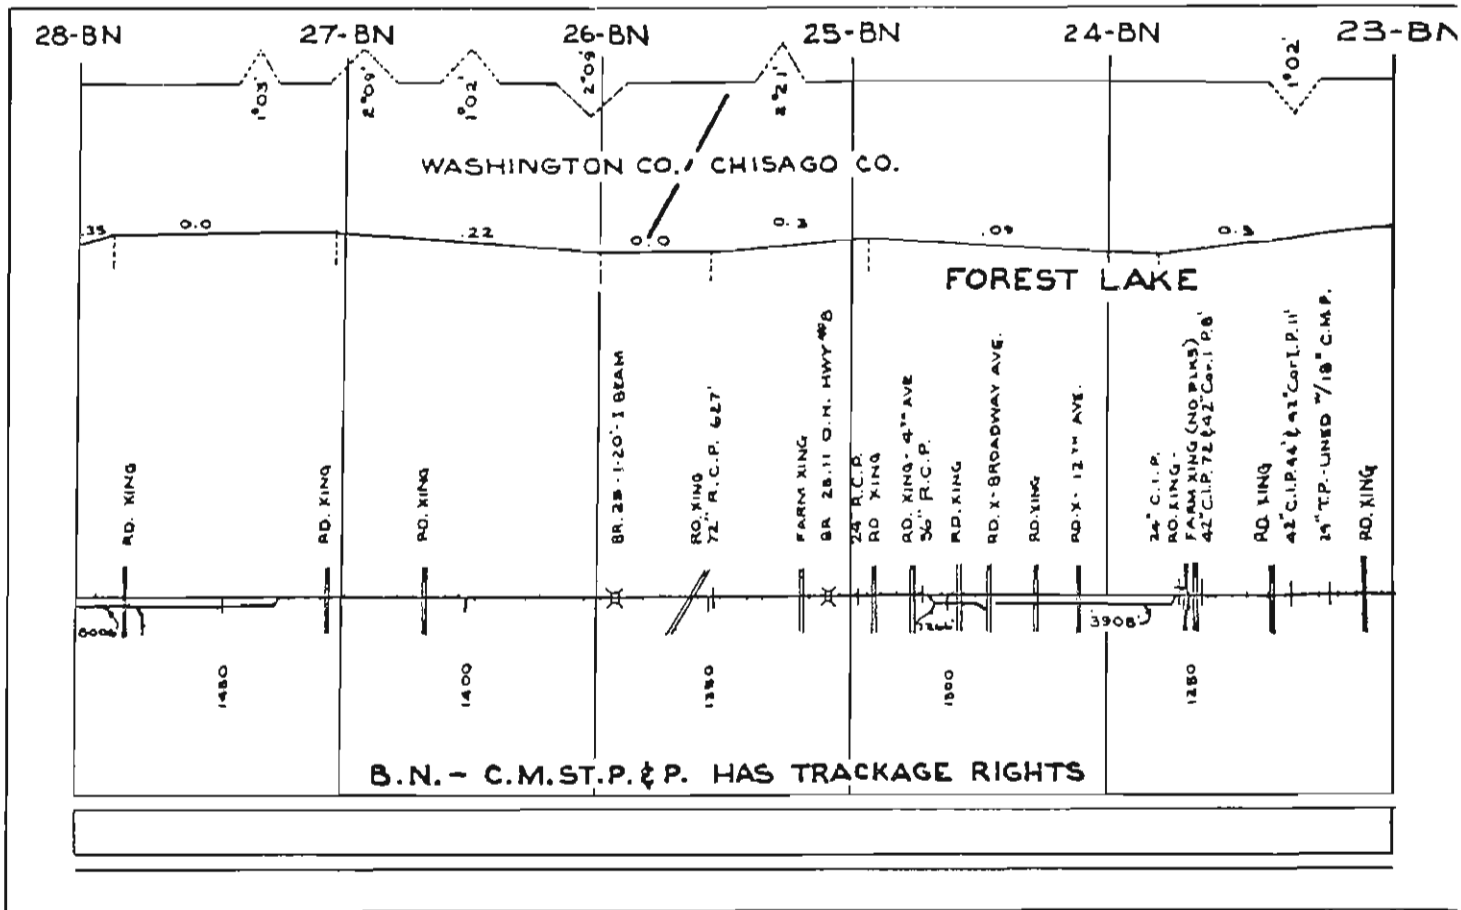 28-BN 27-BN 26-BN 25-BN 24-BN 23-BN
1°03' 2°09' 1°02' 2°09' 2°21' 1°02'
WASHINGTON CO. / CHISAGO CO.
.35 0.0 .22 0.0 0.3 .09 0.3
FOREST LAKE
RD. XING
RD. XING
RD. XING
BR. 28-1-20'-I BEAM
RD. XING
72" R.C.P. 627'
FARM XING
BR 28.11 O.H. HWY #8
24" R.C.P.
RD XING
RD. XING- 4TH AVE
36" R.C.P.
RD. XING
RD. X-BROADWAY AVE.
RD. XING
RD. X- 12TH AVE.
24" C.I.P.
RD. XING-
FARM XING (NO PLKS)
42" C.I.P. 72 & 42" Cor. I.P. 8'
RD. XING
42" C.I.P. 44' & 42" Cor I.P. 11'
24" T.P.-LINED W/18" C.M.P.
RD. XING
3908'
1400
1300
B.N. - C.M.ST.P. & P. HAS TRACKAGE RIGHTS